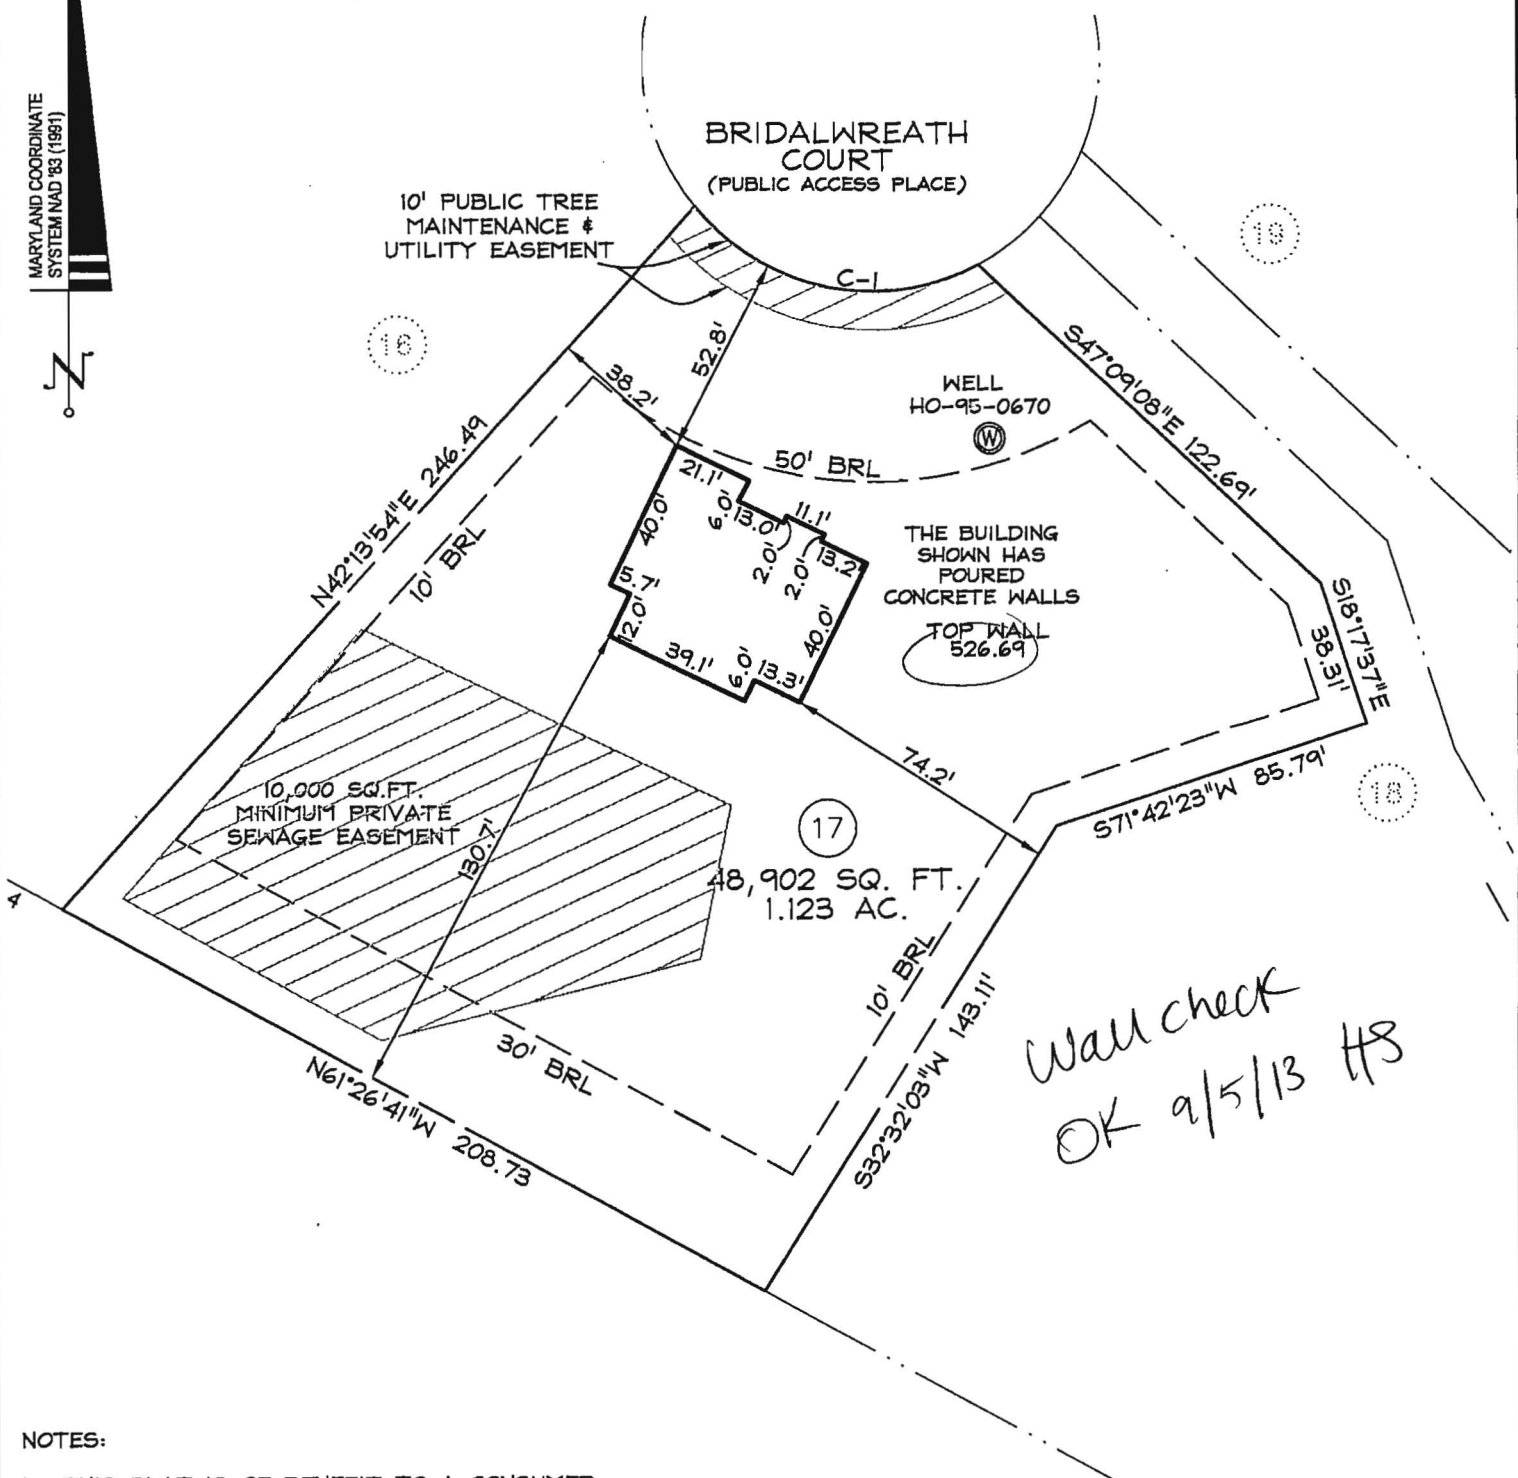 MARYLAND COORDINATE
SYSTEM NAD '83 (1991)
N
BRIDALWREATH
COURT
(PUBLIC ACCESS PLACE)
10' PUBLIC TREE
MAINTENANCE &
UTILITY EASEMENT
C-1
19
16
52.8'
38.2'
S47°09'08"E 122.69'
WELL
HO-95-0670
W
50' BRL
N42°13'54"E 246.49
10' BRL
21.1'
6.0'
13.0'
11.1'
2.0'
2.0'
13.2'
40.0'
5.7'
12.0'
39.1'
6.0'
13.3'
40.0'
THE BUILDING
SHOWN HAS
POURED
CONCRETE WALLS
TOP WALL
526.69
S18°17'37"E
38.31'
74.2'
S71°42'23"W 85.79'
18
10,000 SQ.FT.
MINIMUM PRIVATE
SEWAGE EASEMENT
130.7'
17
48,902 SQ. FT.
1.123 AC.
4
10' BRL
30' BRL
N61°26'41"W 208.73
S32°32'03"W 143.11'
Wall check
OK 9/5/13 HS
NOTES: